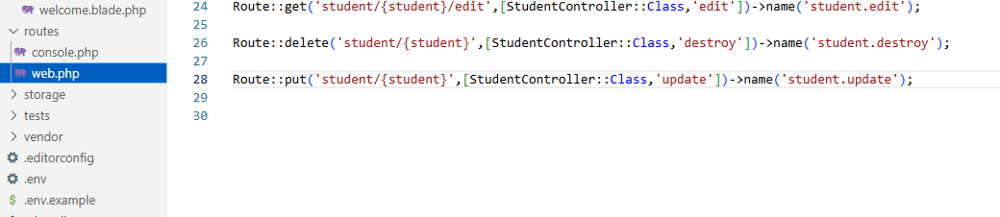 welcome.blade.php
routes
console.php
web.php
storage
tests
vendor
.editorconfig
.env
$ .env.example
24 Route::get('student/{student}/edit',[StudentController::Class,'edit'])->name('student.edit');
25
26 Route::delete('student/{student}',[StudentController::Class,'destroy'])->name('student.destroy');
27
28 Route::put('student/{student}',[StudentController::Class,'update'])->name('student.update');
29
30